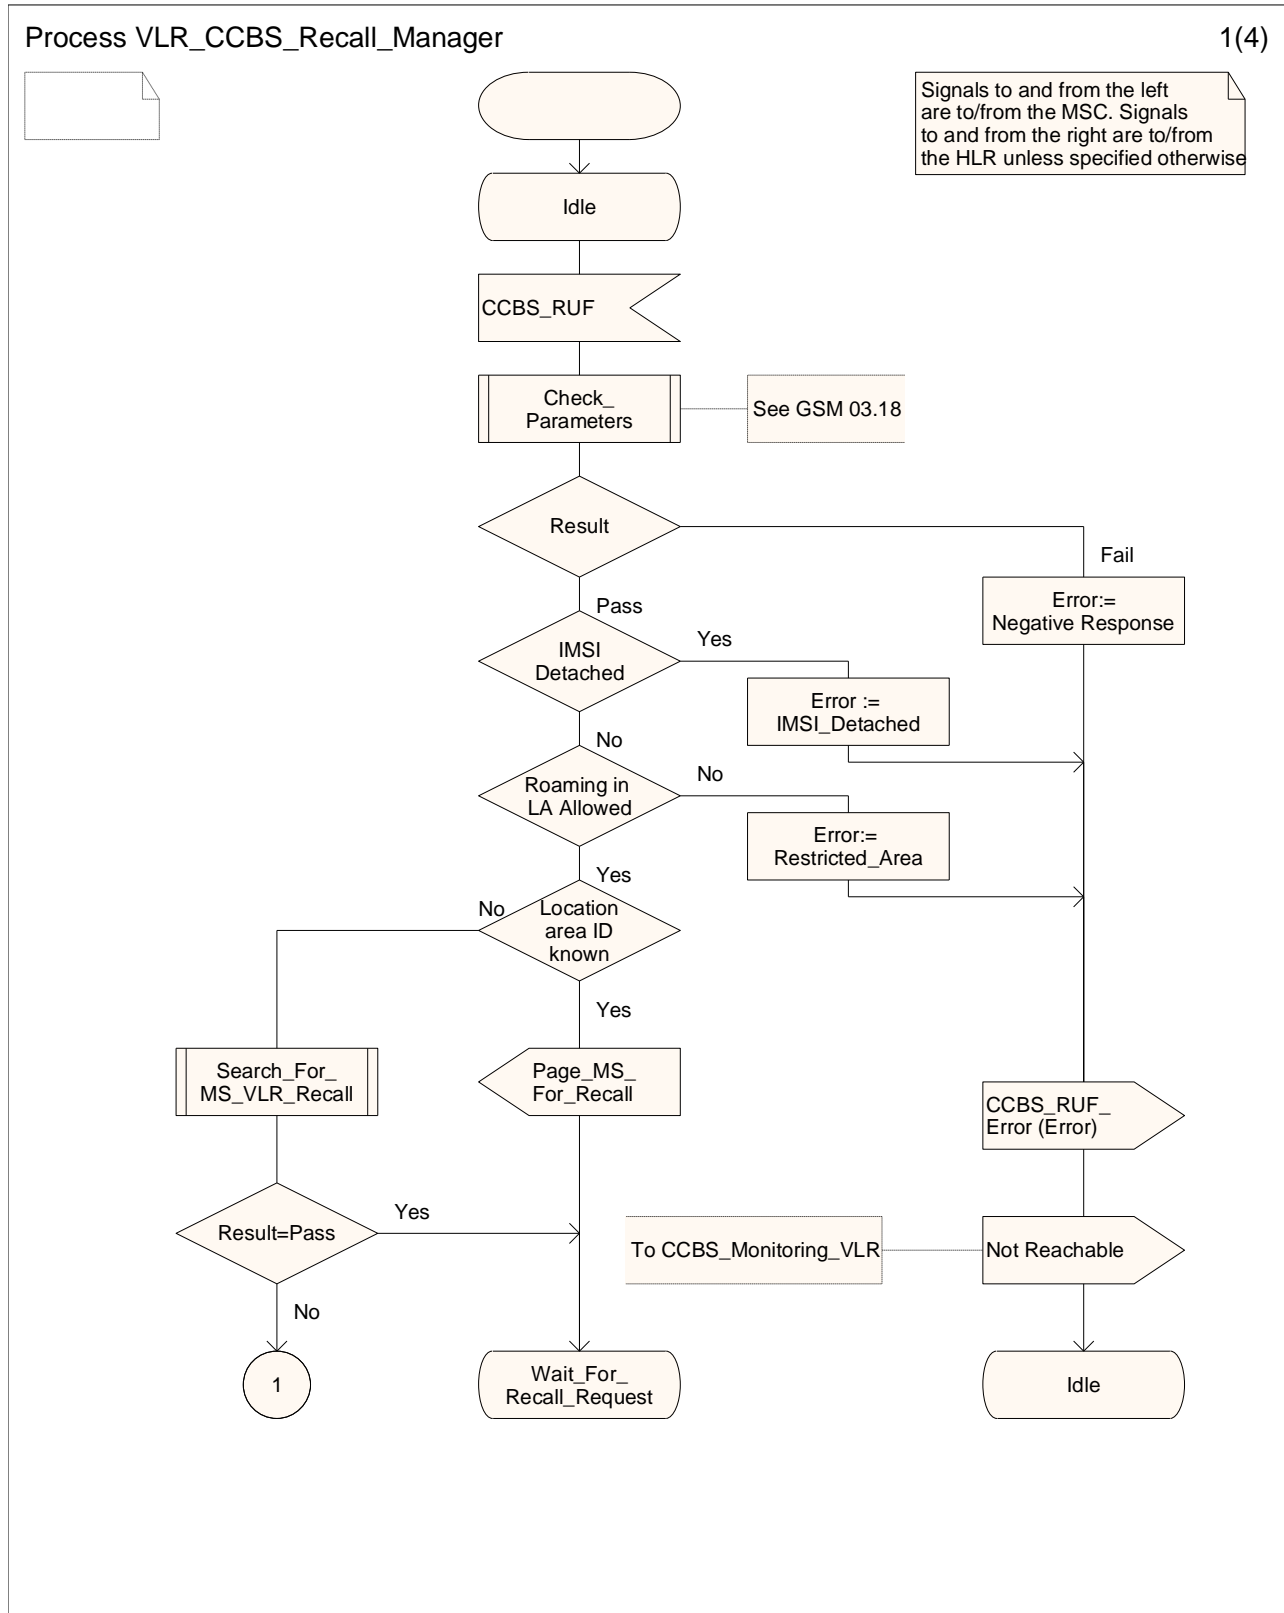 Process VLR_CCBS_Recall_Manager
1(4)
Signals to and from the left
are to/from the MSC. Signals
to and from the right are to/from
the HLR unless specified otherwise
Idle
CCBS_RUF
Check_
Parameters
See GSM 03.18
Result
Fail
Pass
Error:=
Negative Response
IMSI
Detached
Yes
Error :=
IMSI_Detached
No
Roaming in
LA Allowed
No
Error:=
Restricted_Area
Yes
No
Location
area ID
known
Yes
Search_For_
MS_VLR_Recall
Page_MS_
For_Recall
CCBS_RUF_
Error (Error)
Result=Pass
Yes
To CCBS_Monitoring_VLR
Not Reachable
No
1
Wait_For_
Recall_Request
Idle